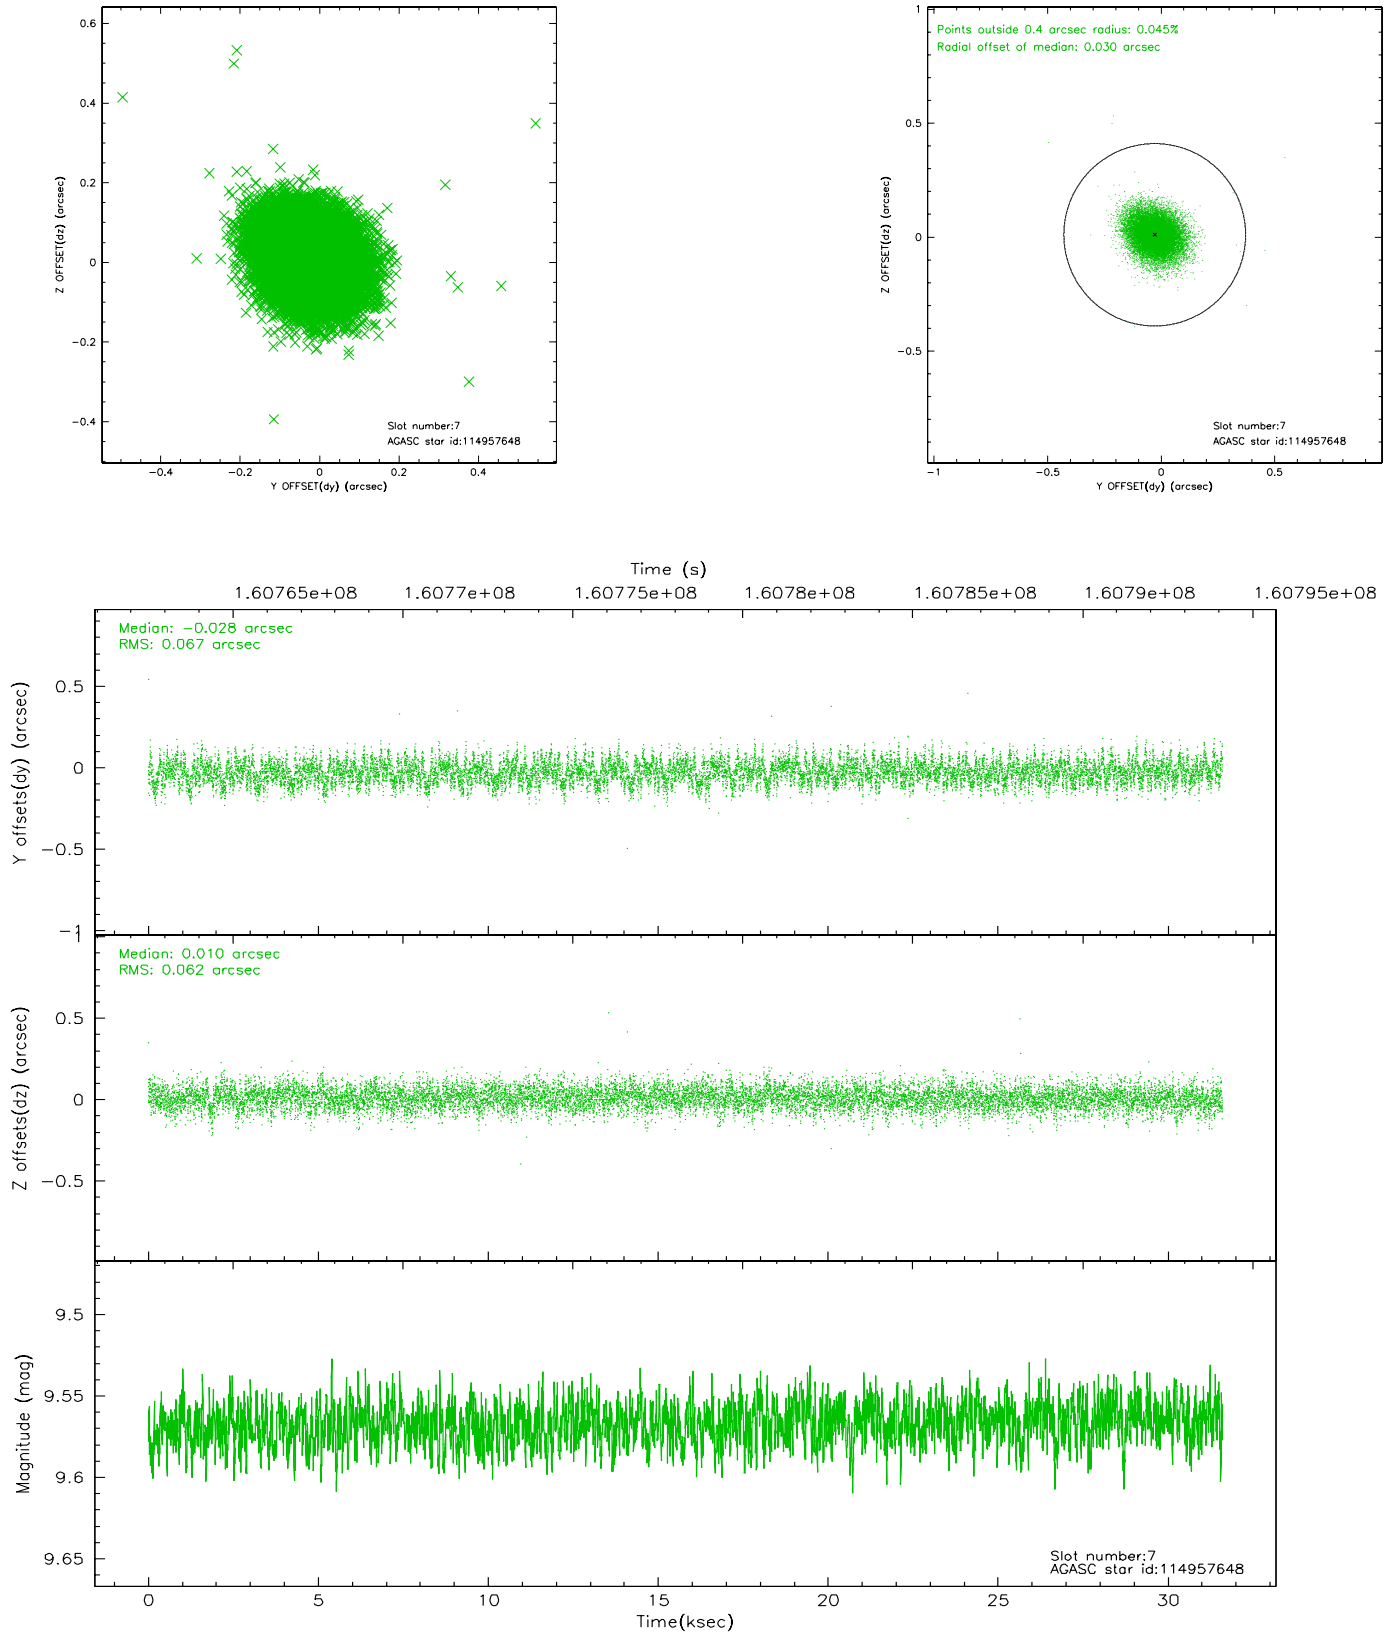 0.6
0.4
0.2
0
−0.2
−0.4
Z OFFSET(dz) (arcsec)
Slot number:7
AGASC star id:114957648
−0.4 −0.2 0 0.2 0.4
Y OFFSET(dy) (arcsec)
1
0.5
0
−0.5
Z OFFSET(dz) (arcsec)
Points outside 0.4 arcsec radius: 0.045%
Radial offset of median: 0.030 arcsec
Slot number:7
AGASC star id:114957648
−1 −0.5 0 0.5
Y OFFSET(dy) (arcsec)
Time (s)
1.60765e+08 1.6077e+08 1.60775e+08 1.6078e+08 1.60785e+08 1.6079e+08 1.60795e+08
Median: −0.028 arcsec
RMS: 0.067 arcsec
0.5
0
−0.5
−1
Y offsets(dy) (arcsec)
Median: 0.010 arcsec
RMS: 0.062 arcsec
1
0.5
0
−0.5
Z offsets(dz) (arcsec)
9.5
9.55
9.6
9.65
Magnitude (mag)
Slot number:7
AGASC star id:114957648
0 5 10 15 20 25 30
Time(ksec)